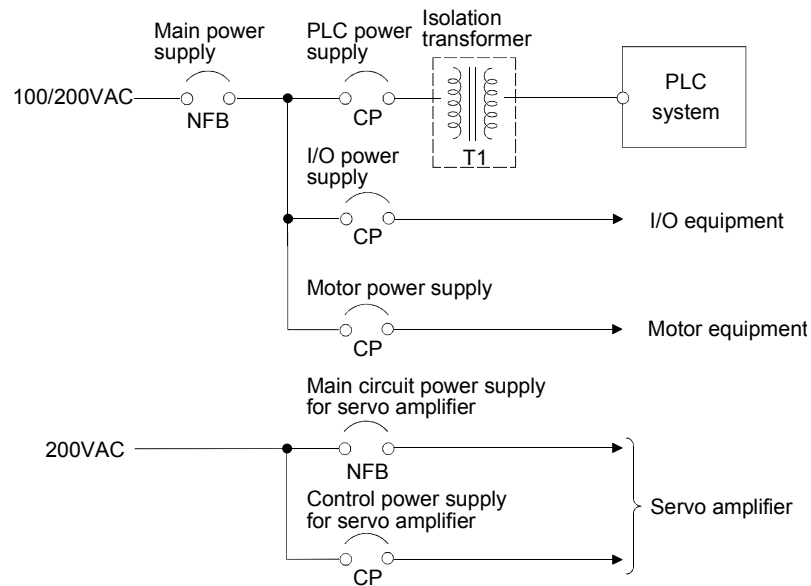 Main power
supply
PLC power
supply
Isolation
transformer
100/200VAC
NFB
CP
T1
PLC
system
I/O power
supply
CP
I/O equipment
Motor power supply
CP
Motor equipment
Main circuit power supply
for servo amplifier
200VAC
NFB
Control power supply
for servo amplifier
CP
Servo amplifier